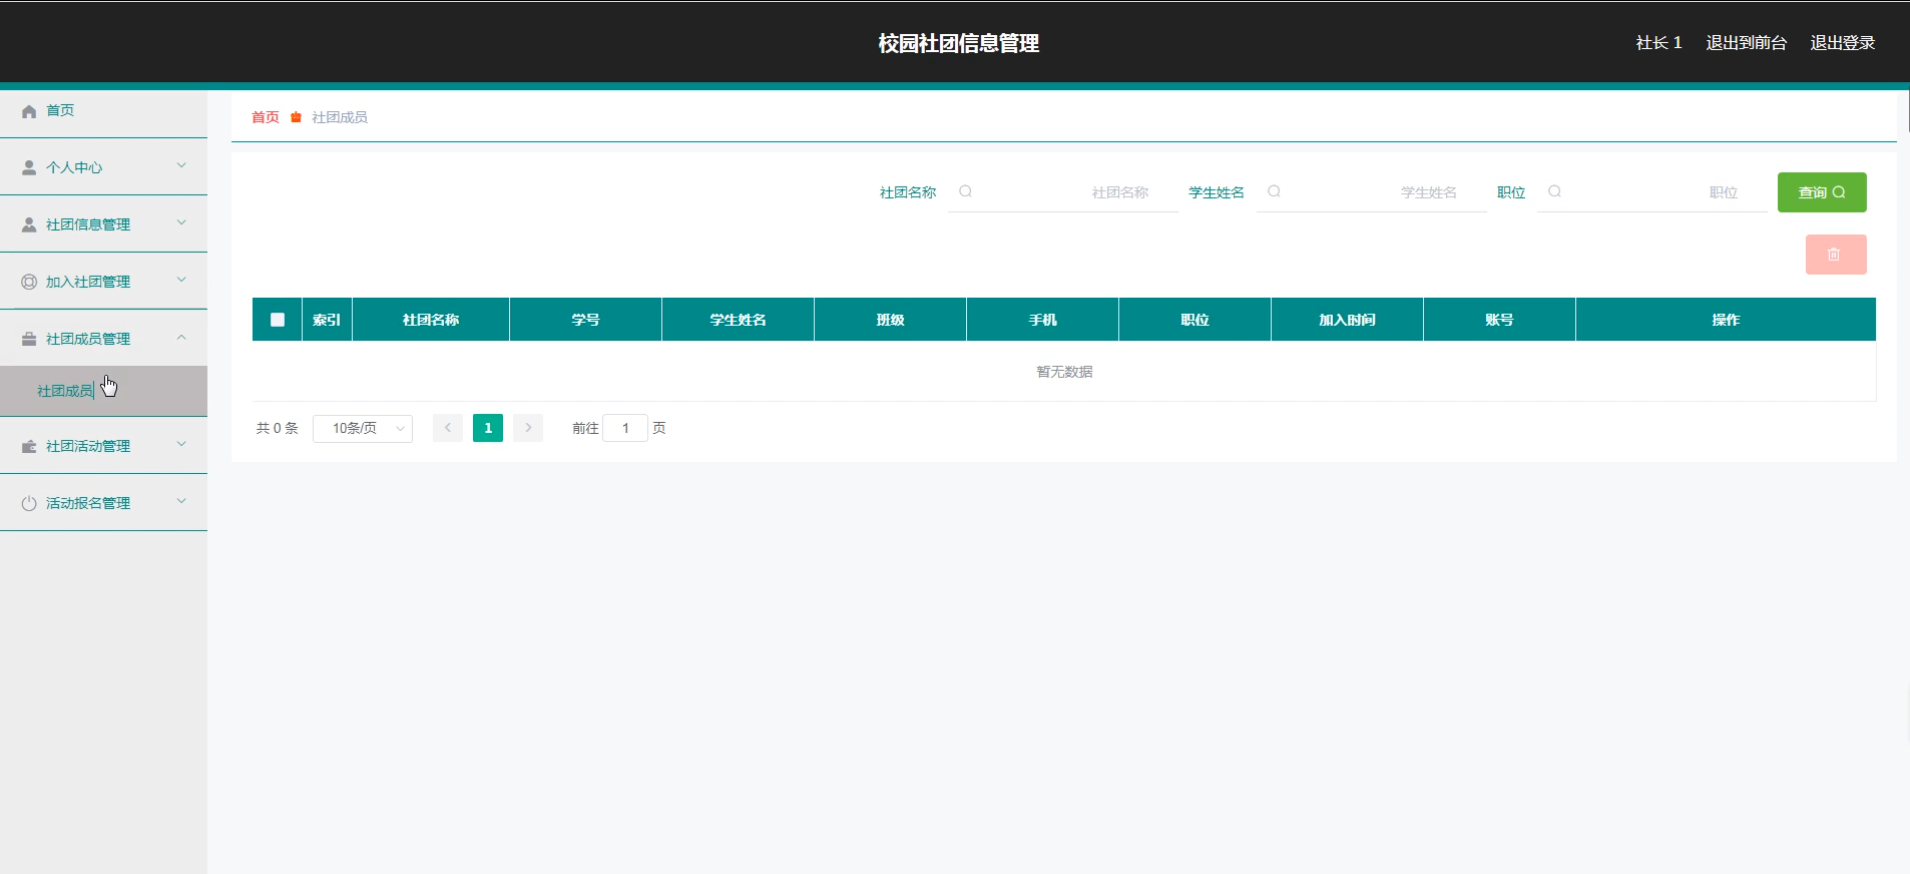 校园社团信息管理
社长 1 退出到前台 退出登录
首页
个人中心
社团信息管理
加入社团管理
社团成员管理
社团成员
社团活动管理
活动报名管理
首页 社团成员
社团名称 社团名称 学生姓名 学生姓名 职位 职位 查询
索引 社团名称 学号 学生姓名 班级 手机 职位 加入时间 账号 操作
暂无数据
共 0 条 10条/页 1 前往 1 页